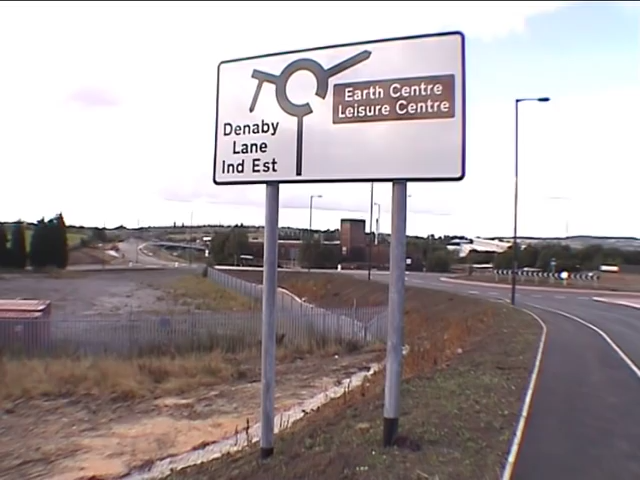 Earth Centre
Leisure Centre
Denaby
Lane
Ind Est